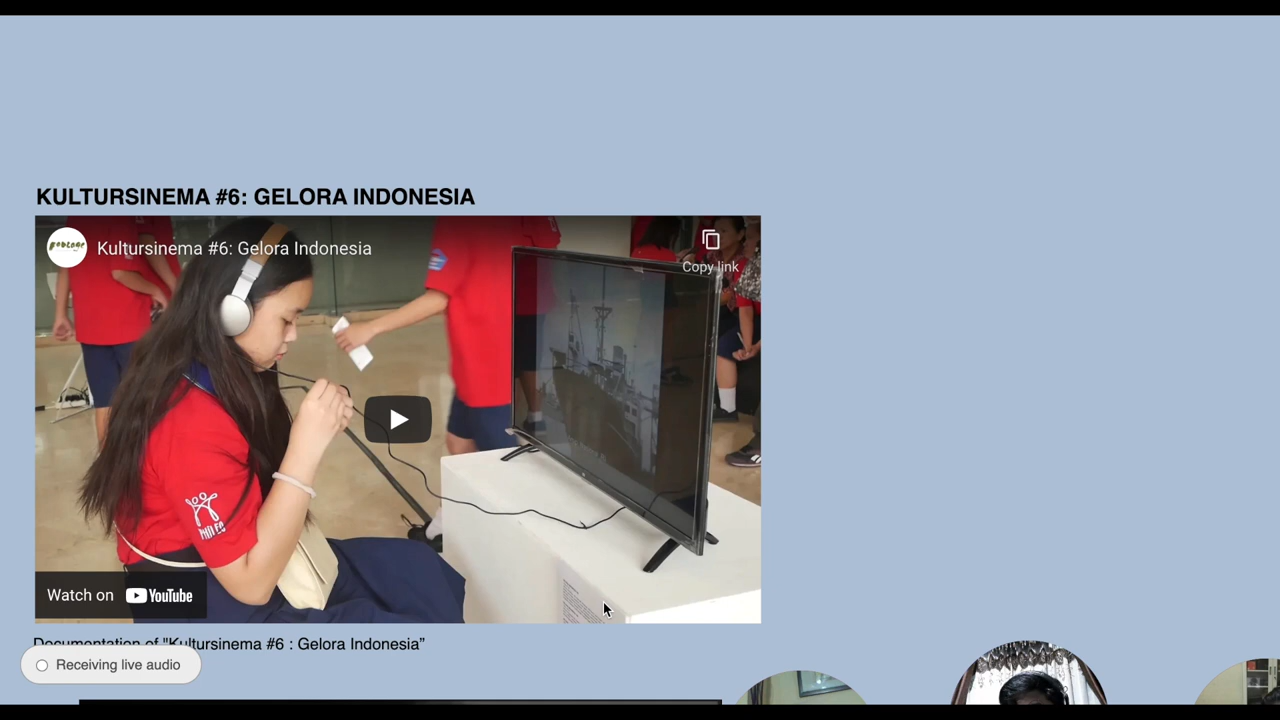 KULTURSINEMA #6: GELORA INDONESIA
Kultursinema #6: Gelora Indonesia
Copy link
Watch on YouTube
Documentation of "Kultursinema #6 : Gelora Indonesia”
Receiving live audio